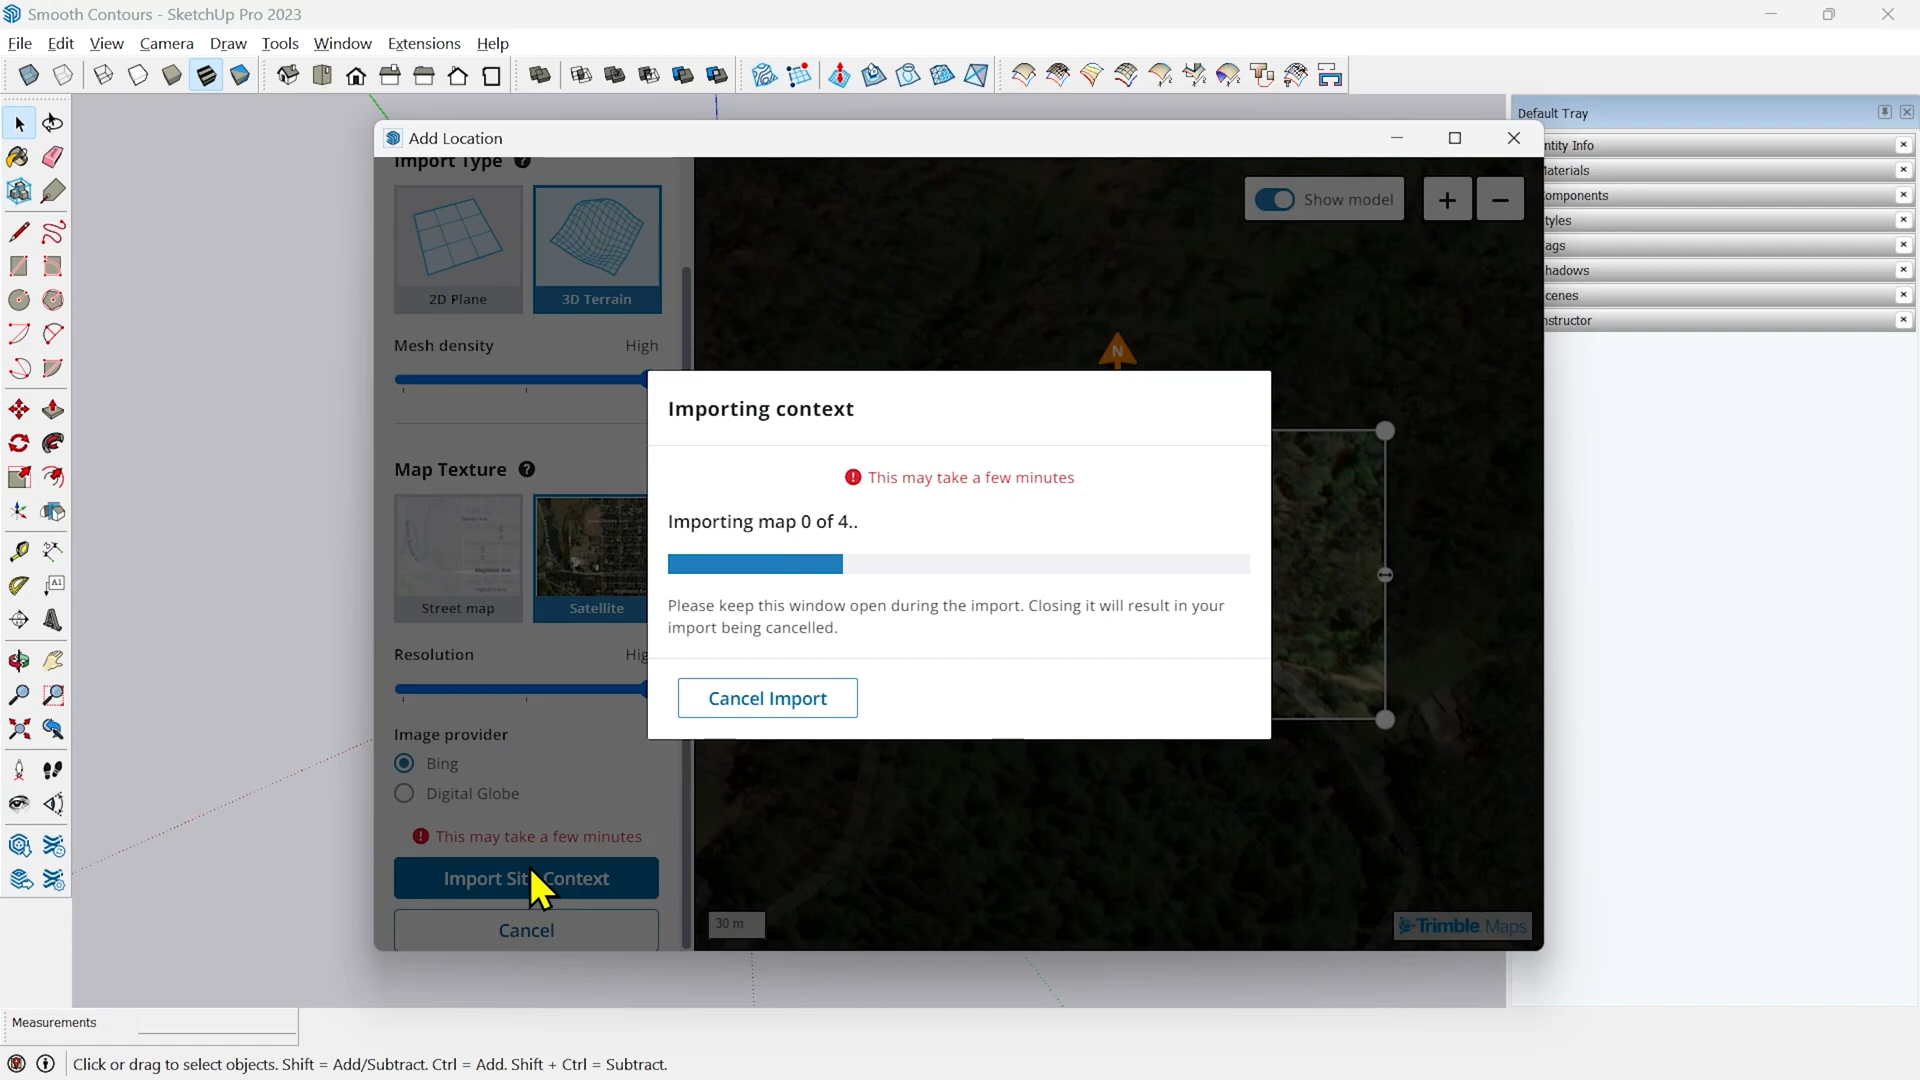 Smooth Contours - SketchUp Pro 2023
File Edit View Camera Draw Tools Window Extensions Help
Default Tray
Add Location
Import Type ?
Show model
+ −
2D Plane
3D Terrain
Mesh density High
N
Map Texture ?
Street map
Satellite
Resolution
Image provider
Bing
Digital Globe
This may take a few minutes
Import Context
Cancel
30 m
Trimble Maps
Importing context
This may take a few minutes
Importing map 0 of 4..
Please keep this window open during the import. Closing it will result in your
import being cancelled.
Cancel Import
ntity Info
aterials
omponents
tyles
ags
hadows
cenes
nstructor
A1
Measurements
Click or drag to select objects. Shift = Add/Subtract. Ctrl = Add. Shift + Ctrl = Subtract.